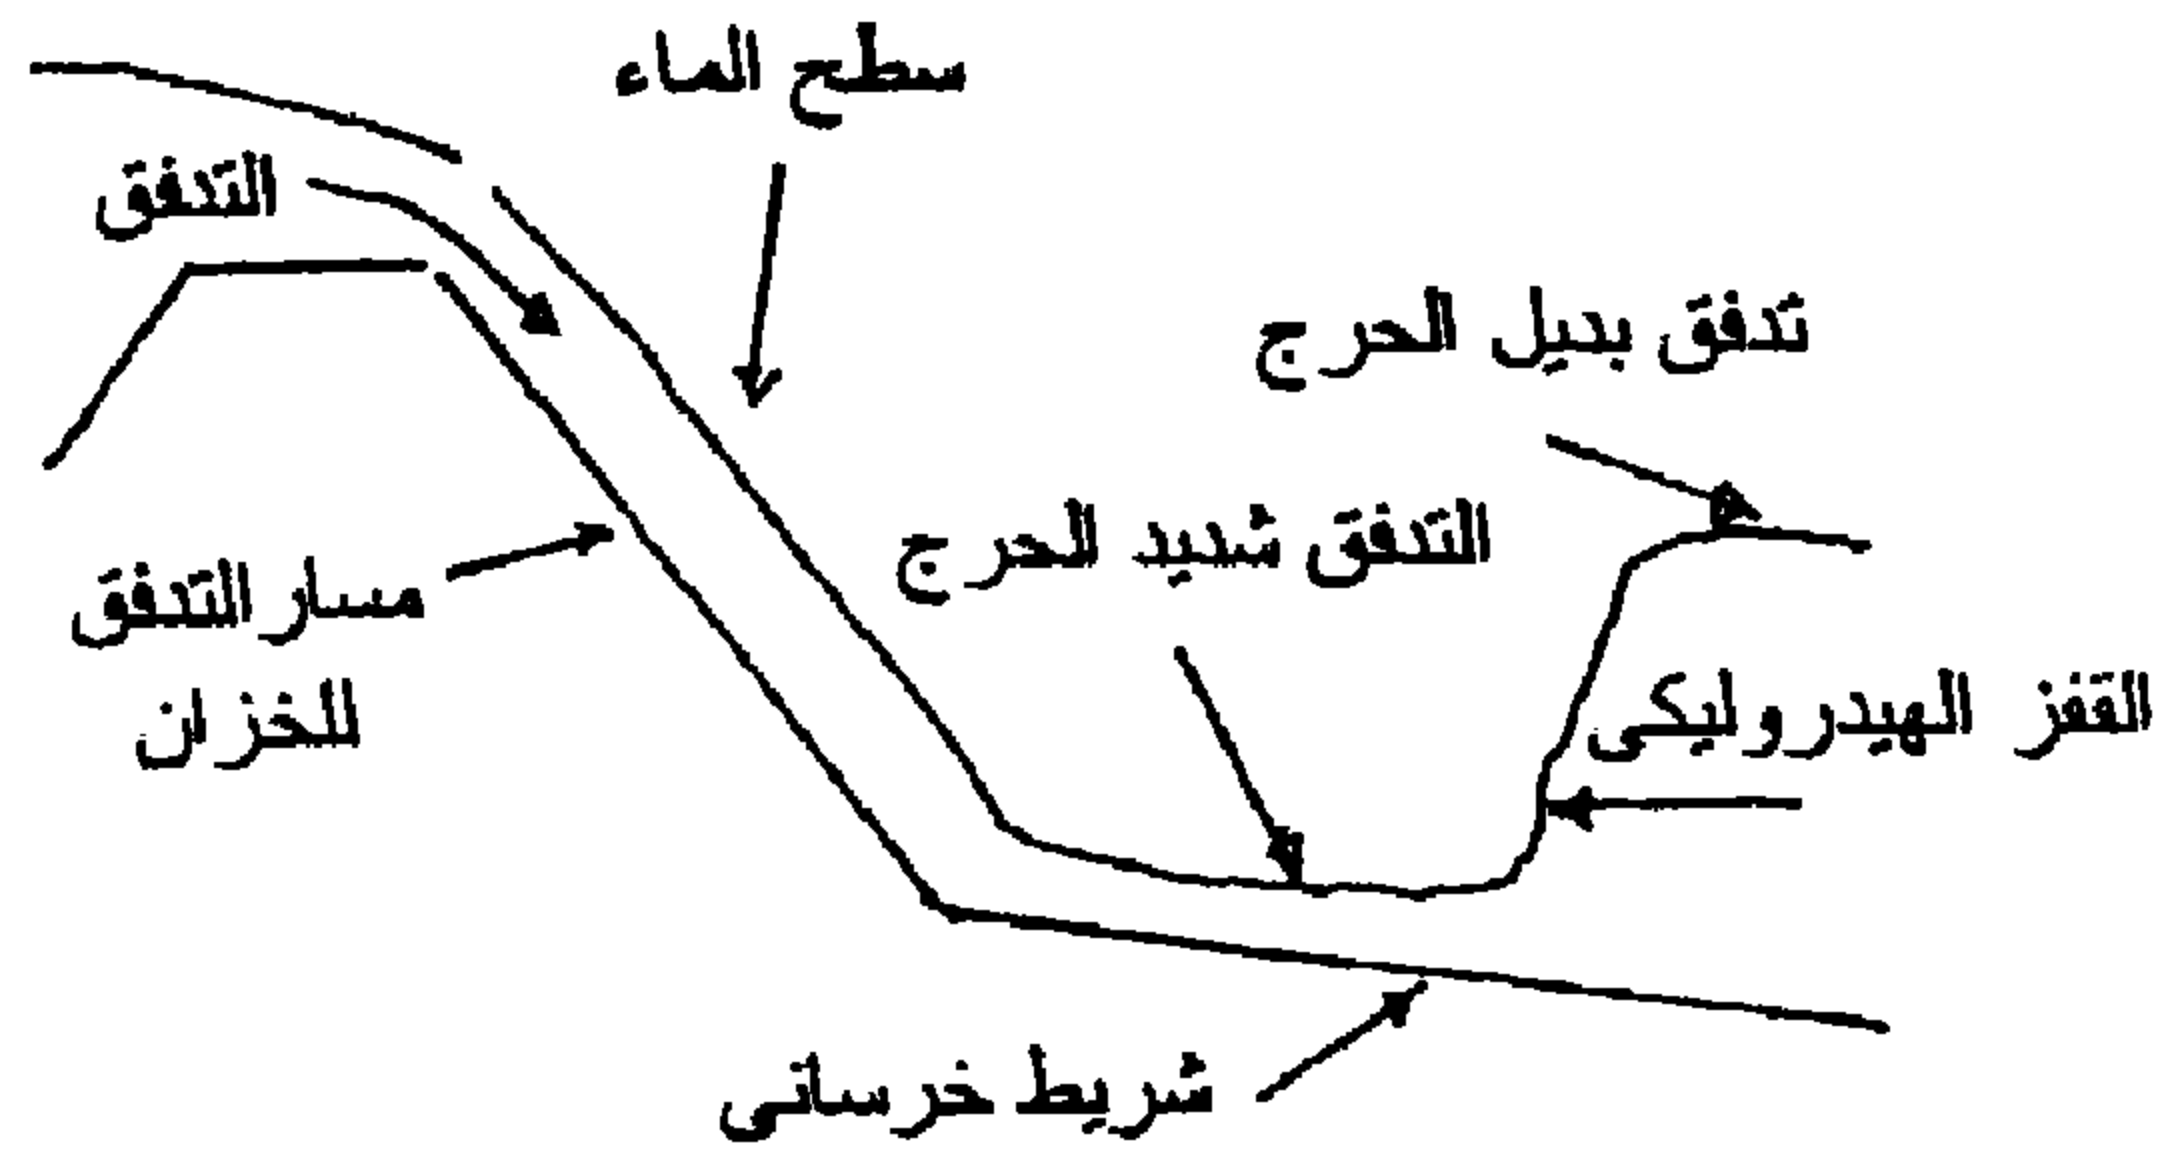 سطح الماء
التدفق
تدفق بديل الحرج
التدفق شديد الحرج
مسار التدفق
للخزان
القفز الهيدروليكى
شريط خرسانى